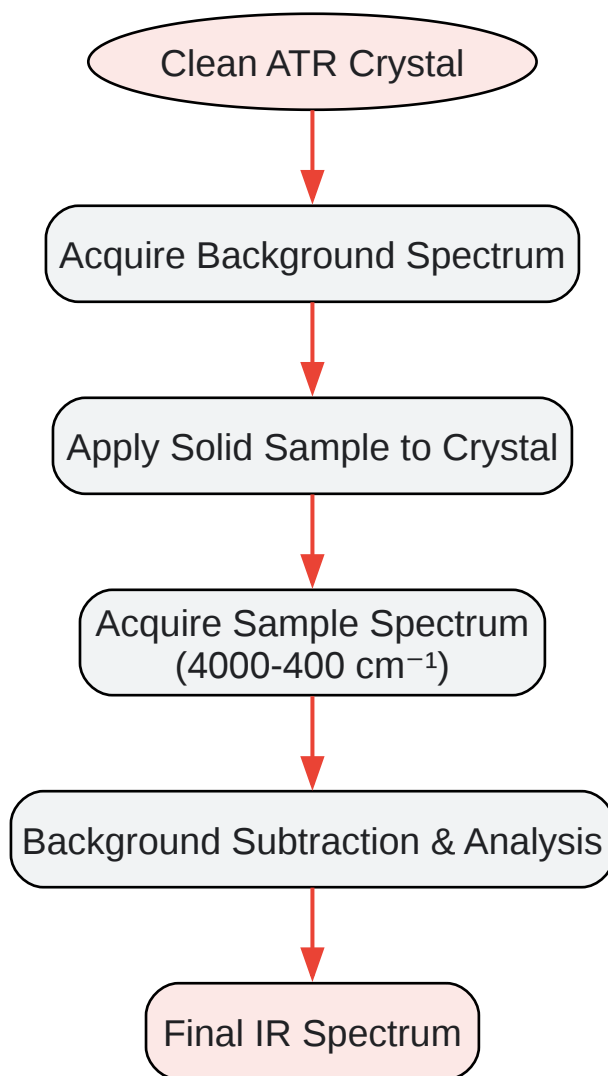 Clean ATR Crystal
Acquire Background Spectrum
Apply Solid Sample to Crystal
Acquire Sample Spectrum
(4000-400 cm⁻¹)
Background Subtraction & Analysis
Final IR Spectrum